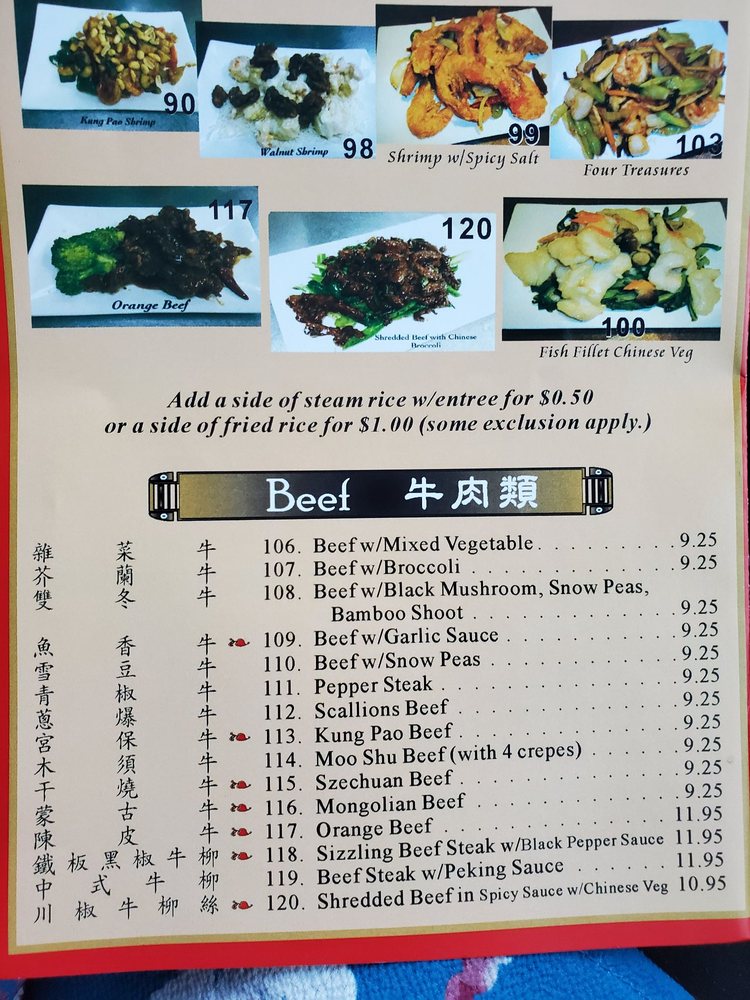 90
Kung Pao Shrimp
Walnut Shrimp 98
99
Shrimp w/Spicy Salt
103
Four Treasures
117
Orange Beef
120
Shredded Beef with Chinese
Broccoli
100
Fish Fillet Chinese Veg
Add a side of steam rice w/entree for $0.50
or a side of fried rice for $1.00 (some exclusion apply.)
Beef 牛肉類
雜菜牛 106. Beef w/Mixed Vegetable . . . . . . . . . . 9.25
芥蘭牛 107. Beef w/Broccoli . . . . . . . . . . . . . . . 9.25
雙冬牛 108. Beef w/Black Mushroom, Snow Peas,
Bamboo Shoot . . . . . . . . . . . . . . 9.25
魚香牛 109. Beef w/Garlic Sauce . . . . . . . . . . . . 9.25
雪豆牛 110. Beef w/Snow Peas . . . . . . . . . . . . . 9.25
青椒牛 111. Pepper Steak . . . . . . . . . . . . . . . . 9.25
蔥爆牛 112. Scallions Beef . . . . . . . . . . . . . . . 9.25
宮保牛 113. Kung Pao Beef . . . . . . . . . . . . . . . 9.25
木須牛 114. Moo Shu Beef (with 4 crepes) . . . . . . 9.25
干燒牛 115. Szechuan Beef . . . . . . . . . . . . . . . 9.25
蒙古牛 116. Mongolian Beef . . . . . . . . . . . . . . 9.25
陳皮牛 117. Orange Beef . . . . . . . . . . . . . . . . 11.95
鐵板黑椒牛柳 118. Sizzling Beef Steak w/Black Pepper Sauce 11.95
中式牛柳 119. Beef Steak w/Peking Sauce . . . . . . . 11.95
川椒牛柳絲 120. Shredded Beef in Spicy Sauce w/Chinese Veg 10.95